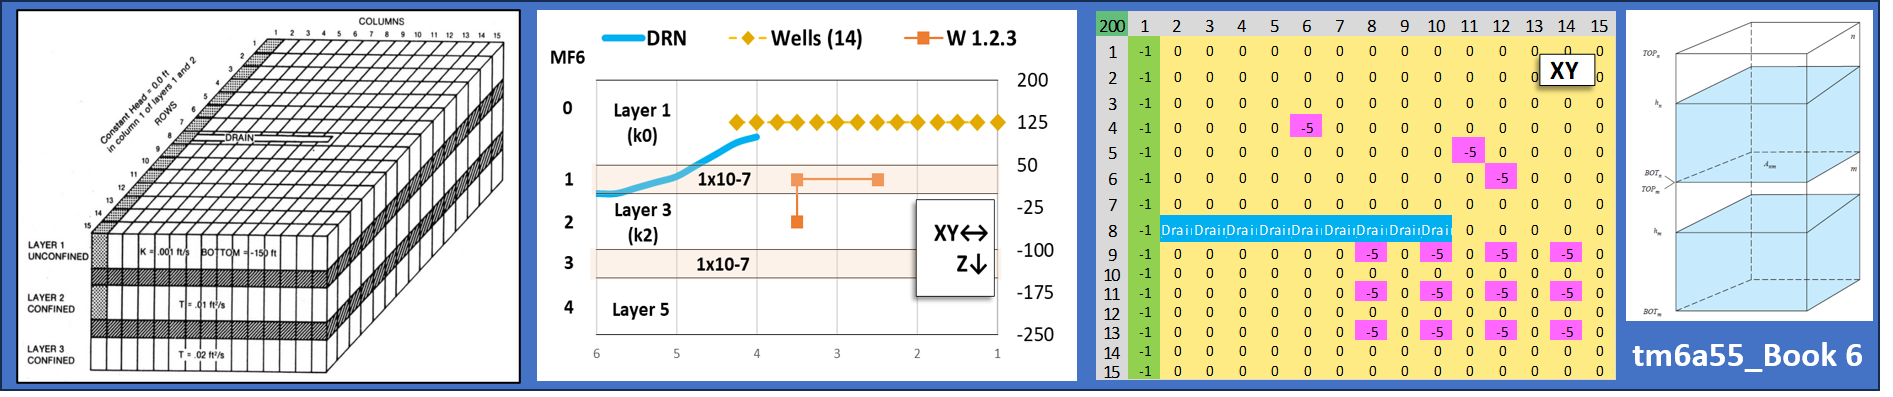 COLUMNS
1 2 3 4 5 6 7 8 9 10 11 12 13 14 15
Constant Head = 0.0 ft
in column 1 of layers 1 and 2
ROWS
1
2
3
4
5
6
7
8
9
10
11
12
13
14
15
DRAIN
LAYER 1
UNCONFINED
K = .001 ft/s BOTTOM = -150 ft
LAYER 2
CONFINED
T = .01 ft²/s
LAYER 3
CONFINED
T = .02 ft²/s
DRN Wells (14) W 1.2.3
MF6
200
0 Layer 1
(k0)
125
50
1 1x10-7
-25
2 Layer 3
(k2)
XY↔
Z↓
-100
3 1x10-7
-175
4 Layer 5
-250
6 5 4 3 2 1
200 1 2 3 4 5 6 7 8 9 10 11 12 13 14 15
1 -1 0 0 0 0 0 0 0 0 0 0 0 0 0 0
XY
2 -1 0 0 0 0 0 0 0 0 0 0 0 0 0
3 -1 0 0 0 0 0 0 0 0 0 0 0 0 0 0
4 -1 0 0 0 0 -5 0 0 0 0 0 0 0 0 0
5 -1 0 0 0 0 0 0 0 0 0 -5 0 0 0 0
6 -1 0 0 0 0 0 0 0 0 0 0 -5 0 0 0
7 -1 0 0 0 0 0 0 0 0 0 0 0 0 0 0
8 -1 Drai Drai Drai Drai Drai Drai Drai Drai Drai 0 0 0 0 0
9 -1 0 0 0 0 0 0 -5 0 -5 0 -5 0 -5 0
10 -1 0 0 0 0 0 0 0 0 0 0 0 0 0 0
11 -1 0 0 0 0 0 0 -5 0 -5 0 -5 0 -5 0
12 -1 0 0 0 0 0 0 0 0 0 0 0 0 0 0
13 -1 0 0 0 0 0 0 -5 0 -5 0 -5 0 -5 0
14 -1 0 0 0 0 0 0 0 0 0 0 0 0 0 0
15 -1 0 0 0 0 0 0 0 0 0 0 0 0 0 0
n
TOPn
hn
Anm
BOTn
m
TOPm
hm
BOTm
tm6a55_Book 6